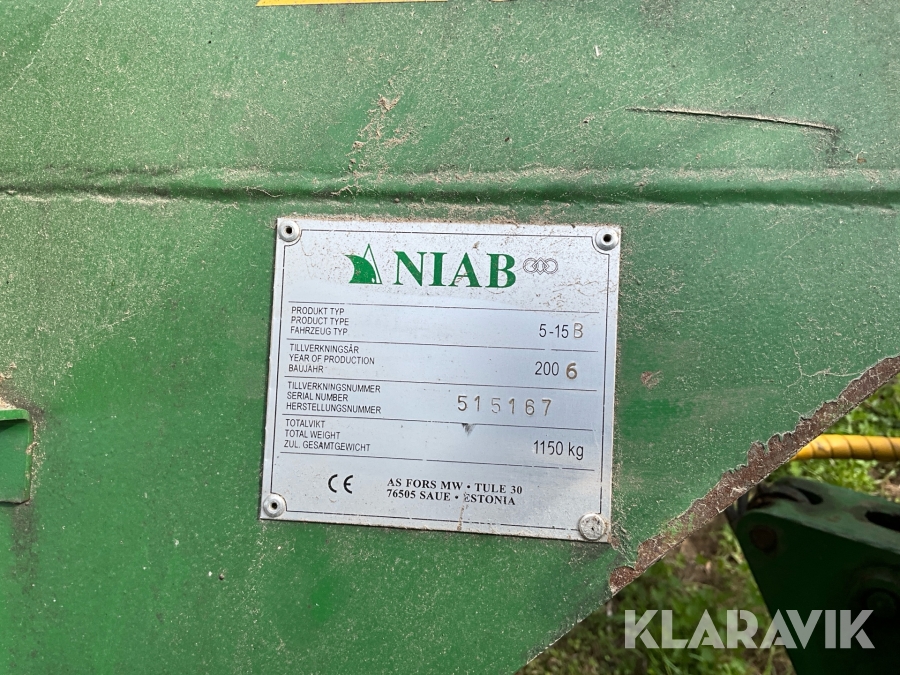 NIAB
PRODUKT TYP
PRODUCT TYPE
FAHRZEUG TYP
5-15 B
TILLVERKNINGSÅR
YEAR OF PRODUCTION
BAUJAHR
200 6
TILLVERKNINGSNUMMER
SERIAL NUMBER
HERSTELLUNGSNUMMER
515167
TOTALVIKT
TOTAL WEIGHT
ZUL. GESAMTGEWICHT
1150 kg
CE
AS FORS MW • TULE 30
76505 SAUE • ESTONIA
KLARAVIK